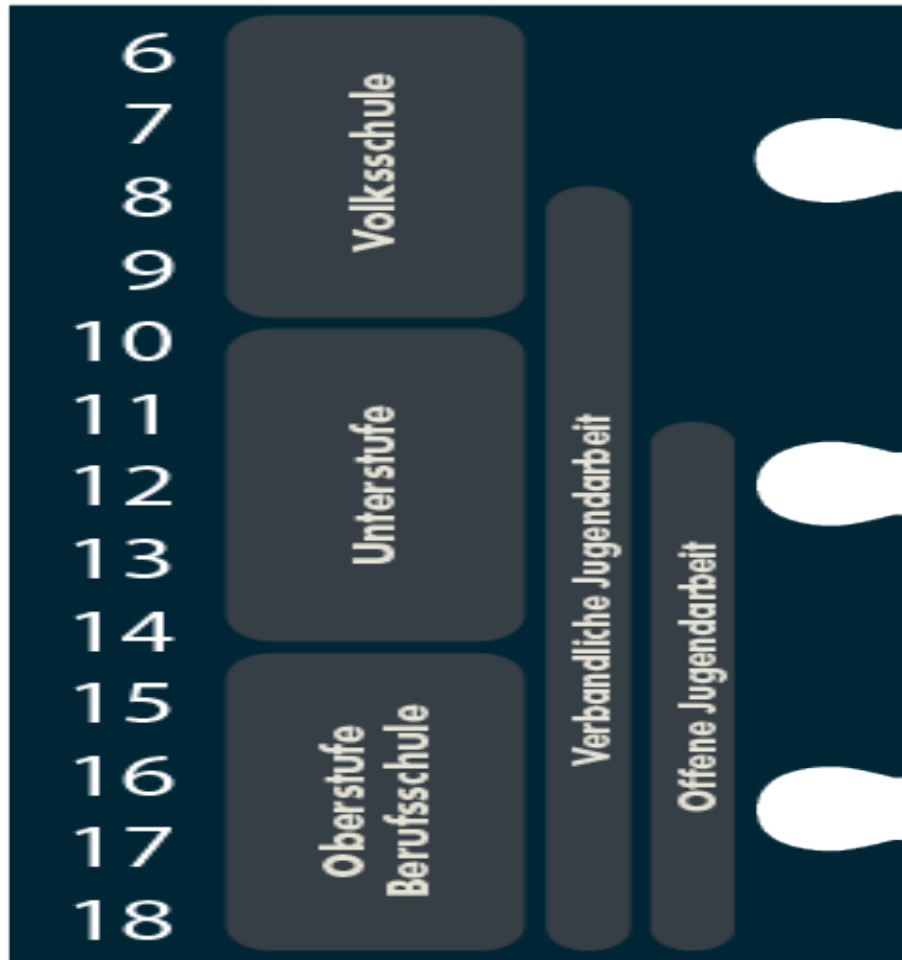 6
7
8
9
10
11
12
13
14
15
16
17
18
Volksschule
Unterstufe
Oberstufe
Berufsschule
Verbandliche Jugendarbeit
Offene Jugendarbeit